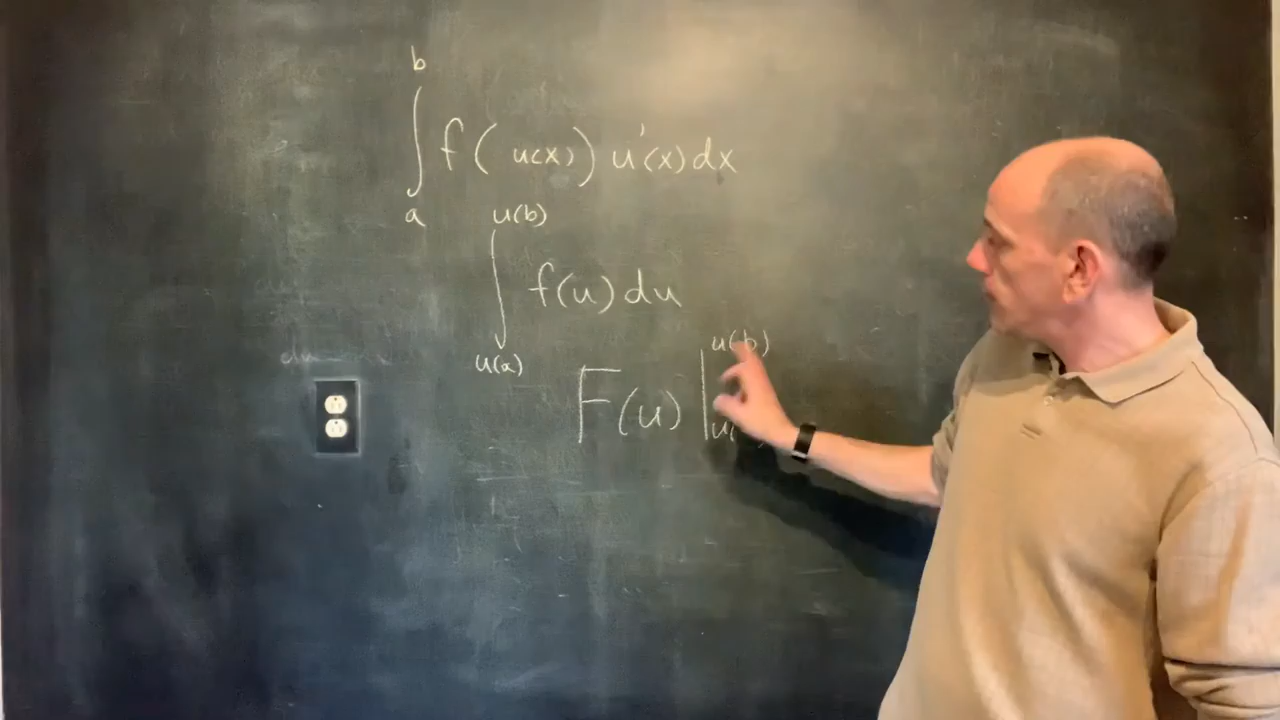 b
∫ f( u(x)) u'(x)dx
a
u(b)
∫ f(u) du
u(a)
u(b)
F(u) |